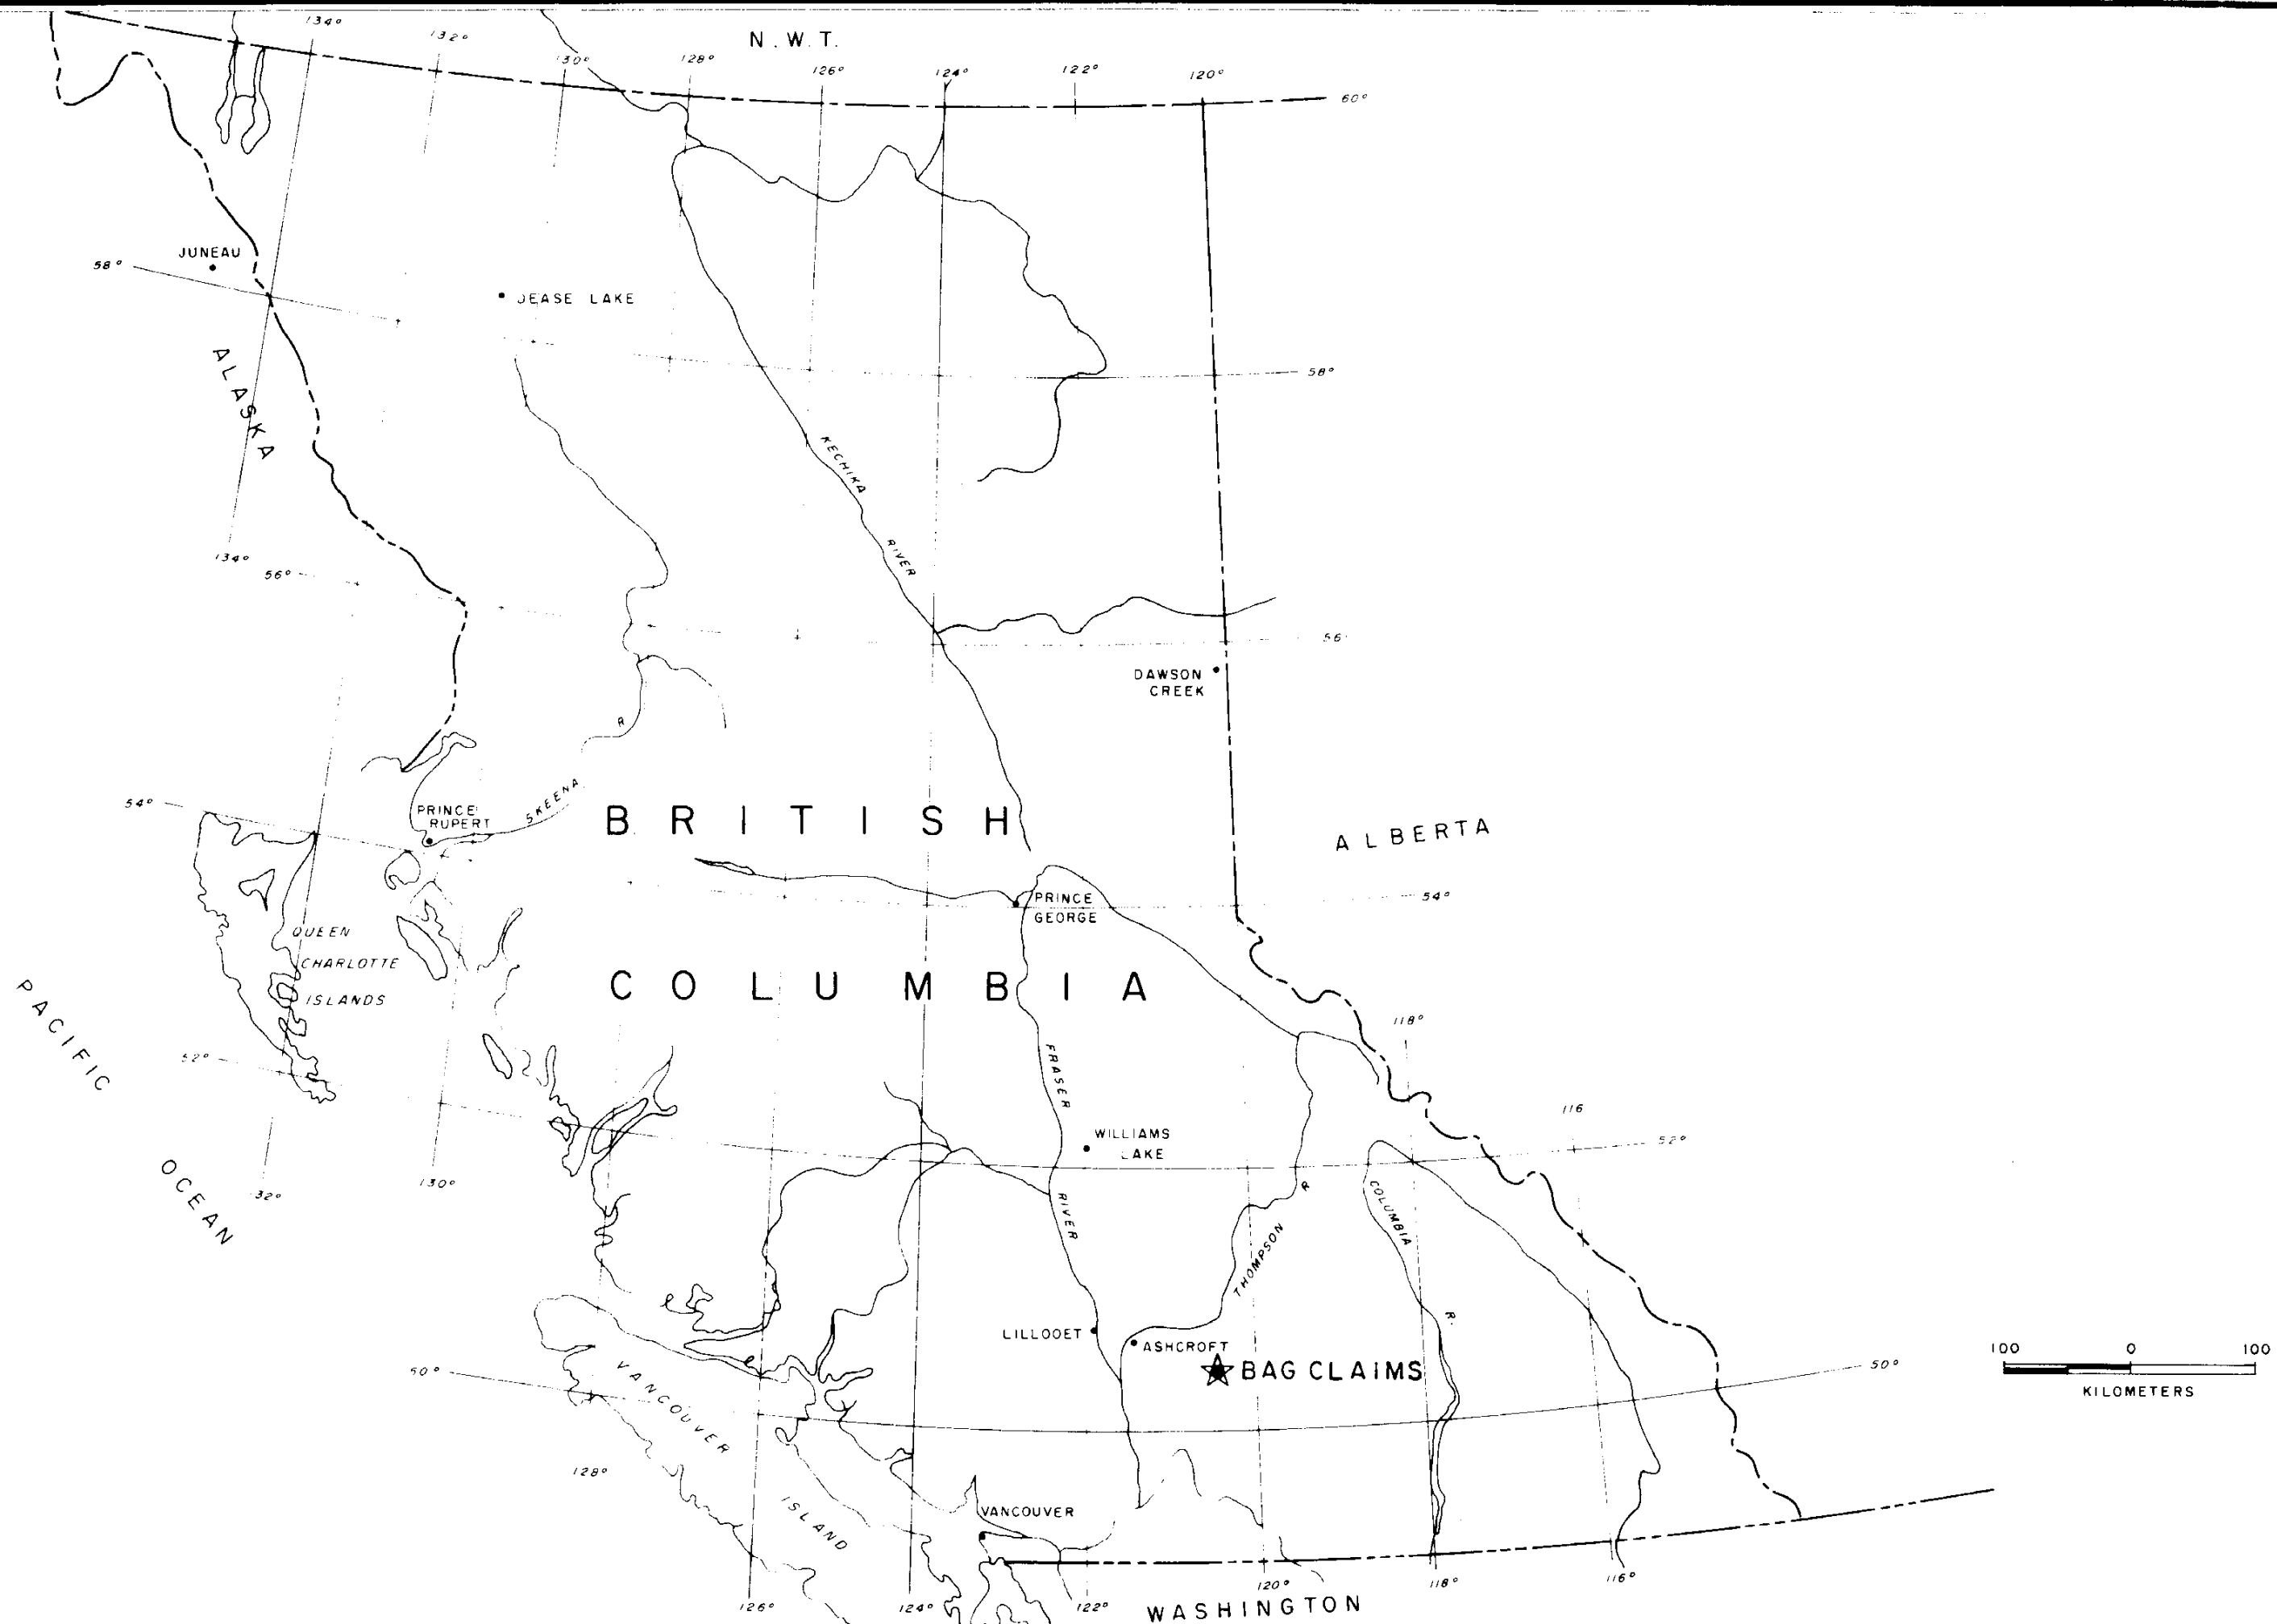 134°
132°
N.W.T.
130°
128°
126°
124°
122°
120°
60°
JUNEAU
58°
DEASE LAKE
58°
ALASKA
KECHIKA
RIVER
134°
56°
56°
DAWSON
CREEK
R
SKEENA
54°
PRINCE
RUPERT
BRITISH
ALBERTA
54°
PRINCE
GEORGE
QUEEN
CHARLOTTE
ISLANDS
COLUMBIA
PACIFIC
OCEAN
118°
52°
FRASER
RIVER
116
WILLIAMS
LAKE
52°
132°
130°
COLUMBIA
R.
THOMPSON
R
LILLOOET
ASHCROFT
BAG CLAIMS
100 0 100
KILOMETERS
50°
50°
VANCOUVER
ISLAND
128°
VANCOUVER
126°
124°
122°
120°
118°
116°
WASHINGTON